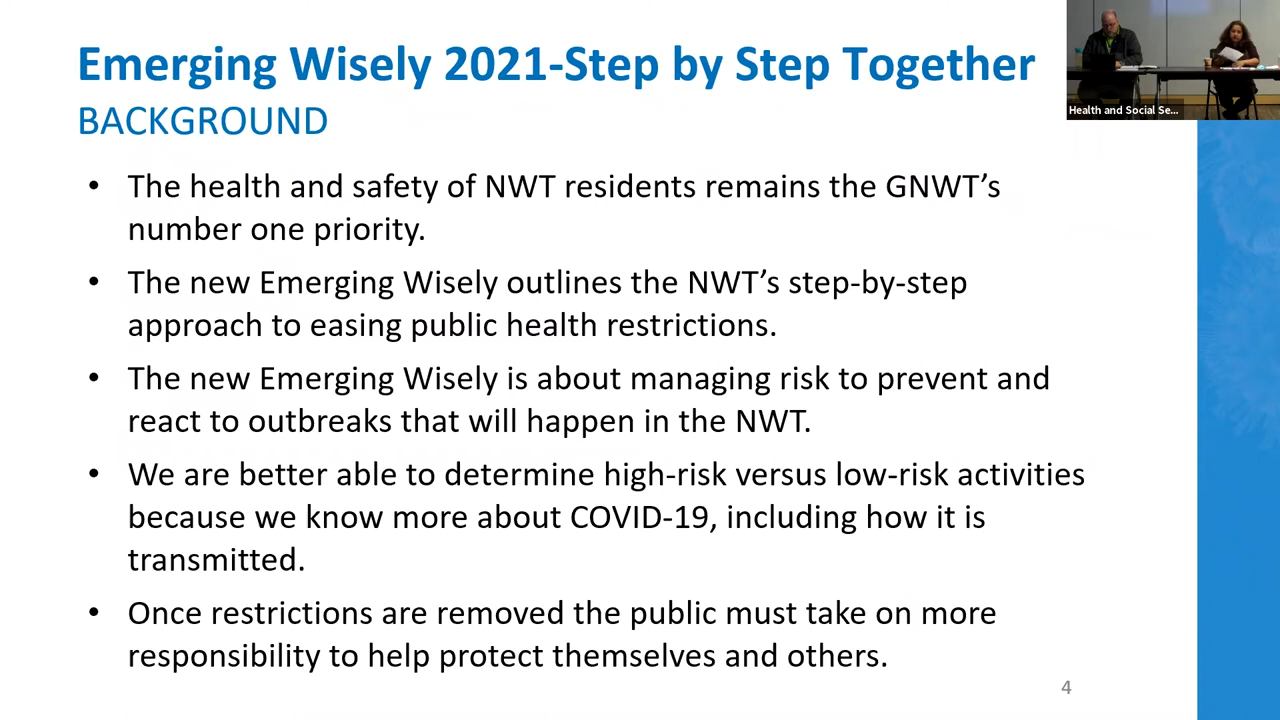 Emerging Wisely 2021-Step by Step Together
BACKGROUND
Health and Social Se...
• The health and safety of NWT residents remains the GNWT’s
number one priority.
• The new Emerging Wisely outlines the NWT’s step-by-step
approach to easing public health restrictions.
• The new Emerging Wisely is about managing risk to prevent and
react to outbreaks that will happen in the NWT.
• We are better able to determine high-risk versus low-risk activities
because we know more about COVID-19, including how it is
transmitted.
• Once restrictions are removed the public must take on more
responsibility to help protect themselves and others.
4